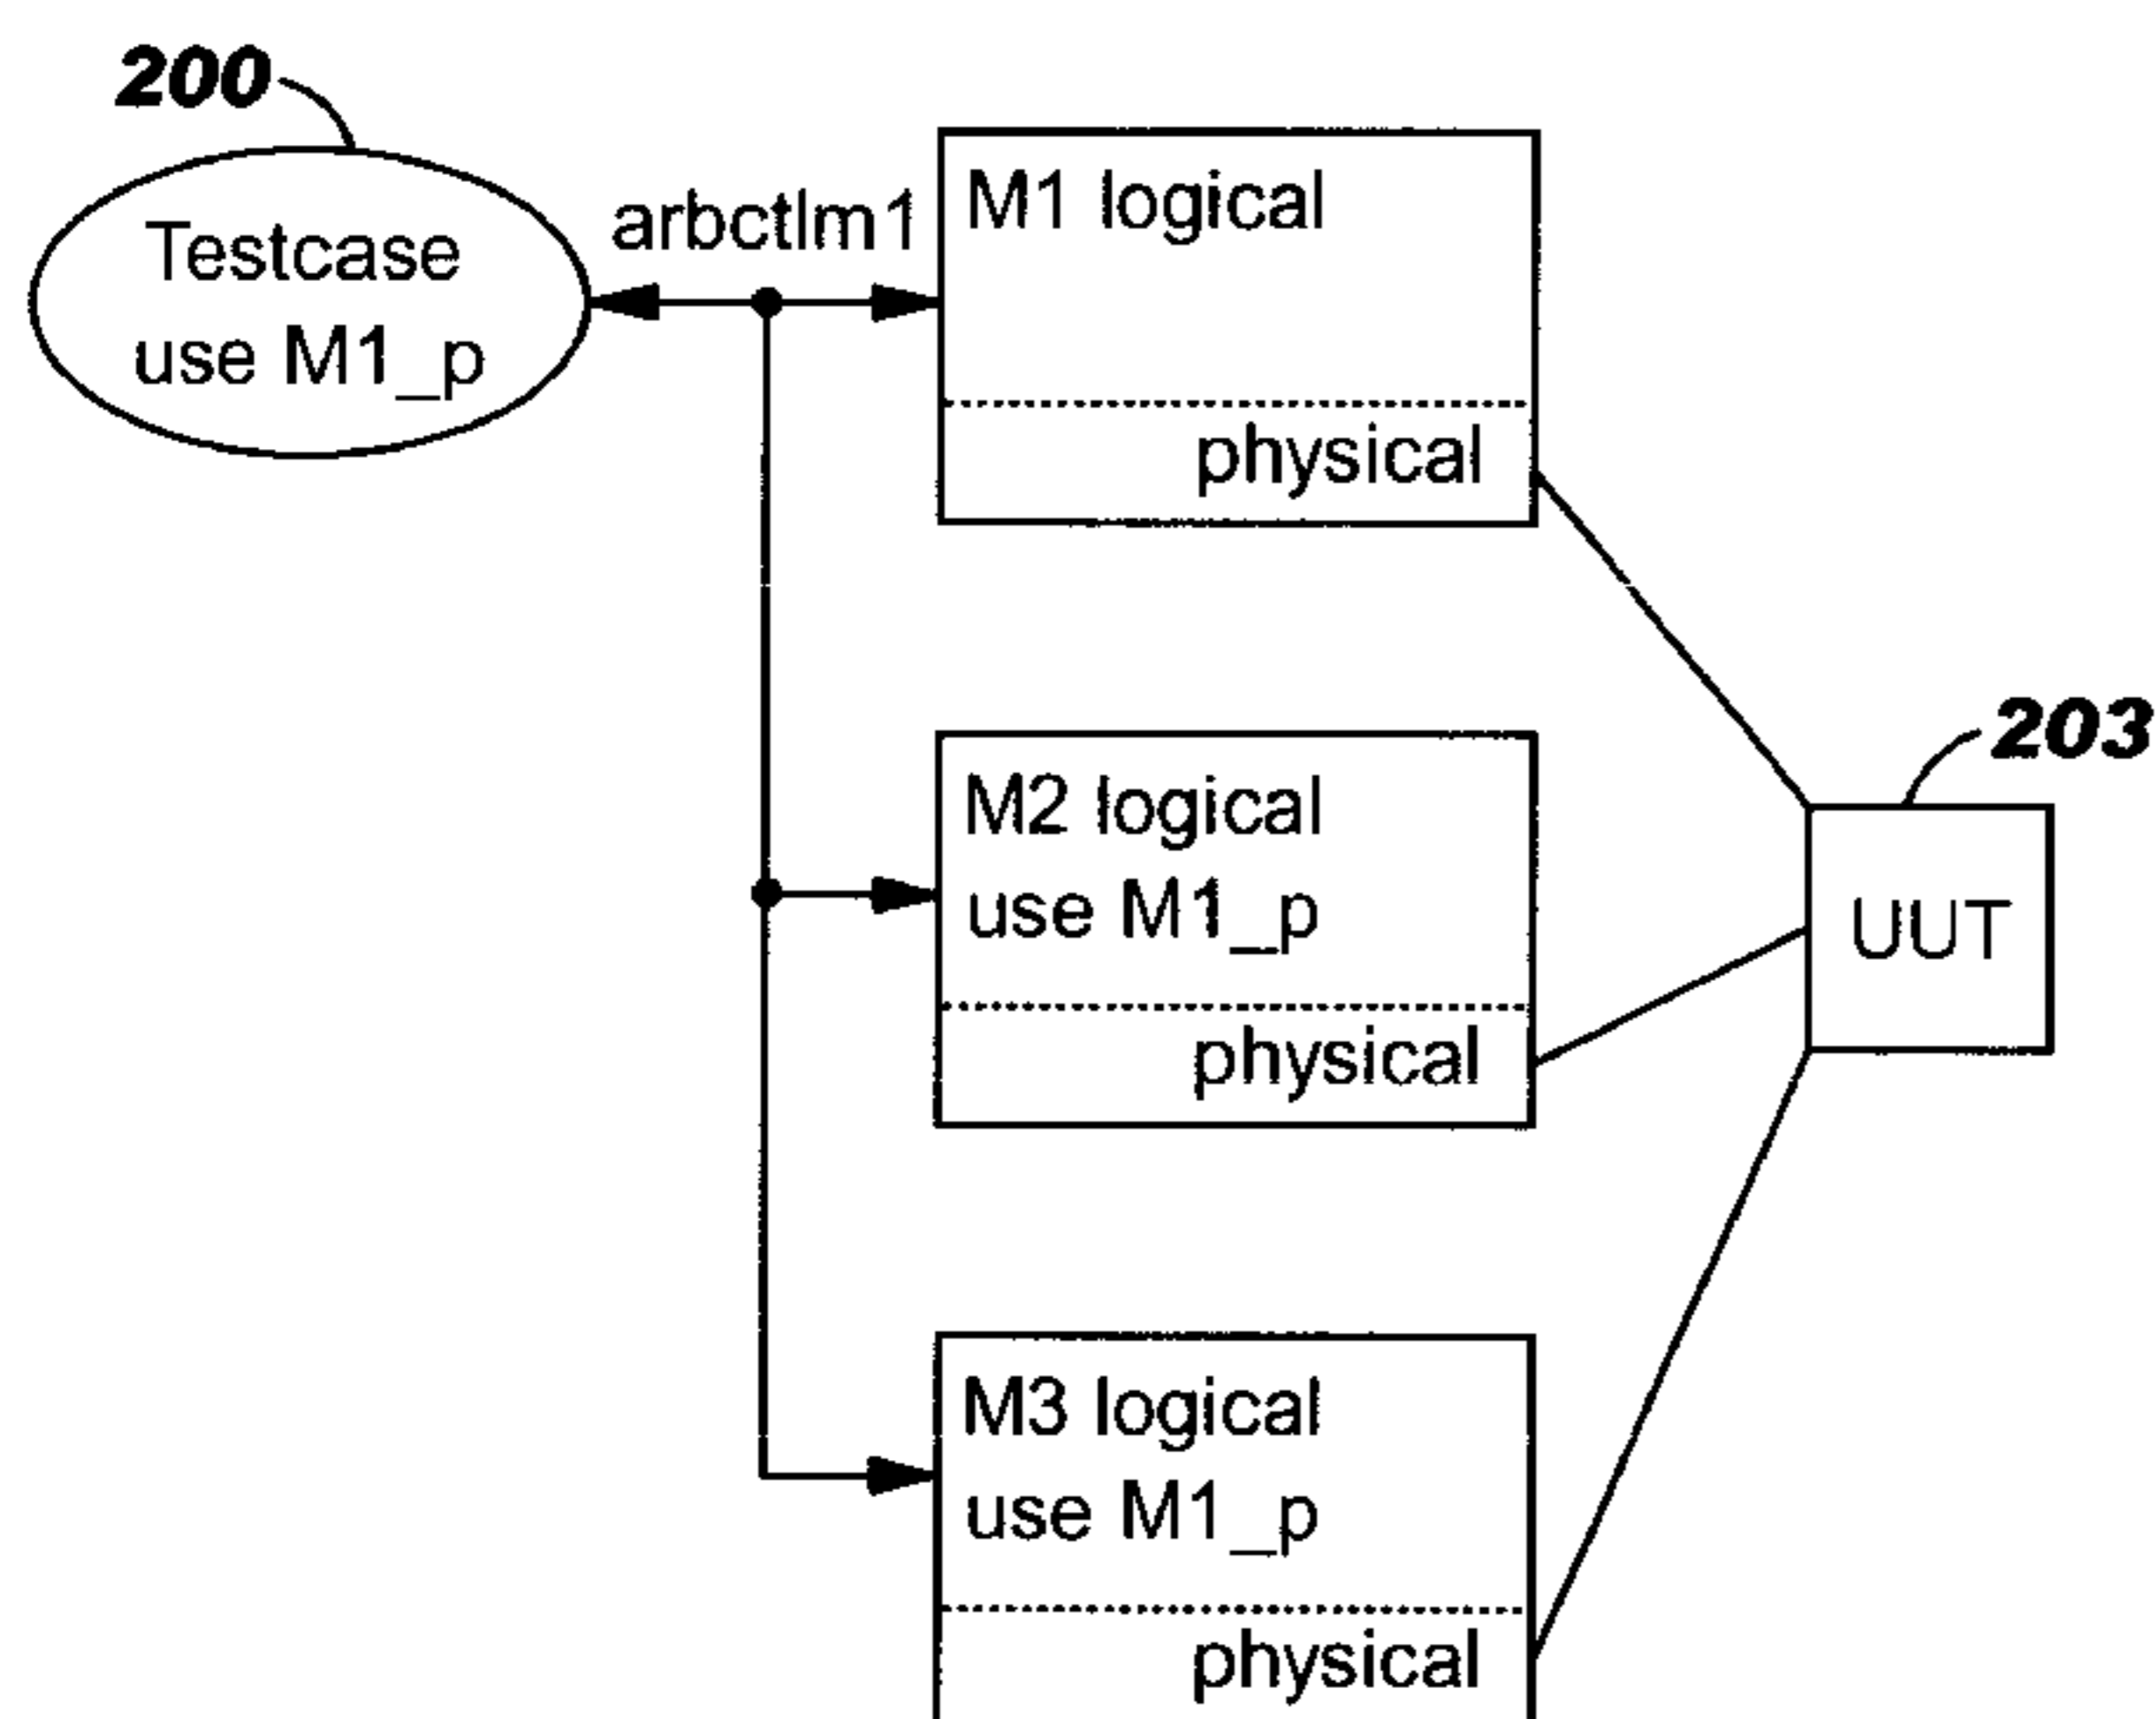 200
Testcase
use M1_p
arbctlm1
M1 logical
physical
M2 logical
use M1_p
physical
203
UUT
M3 logical
use M1_p
physical